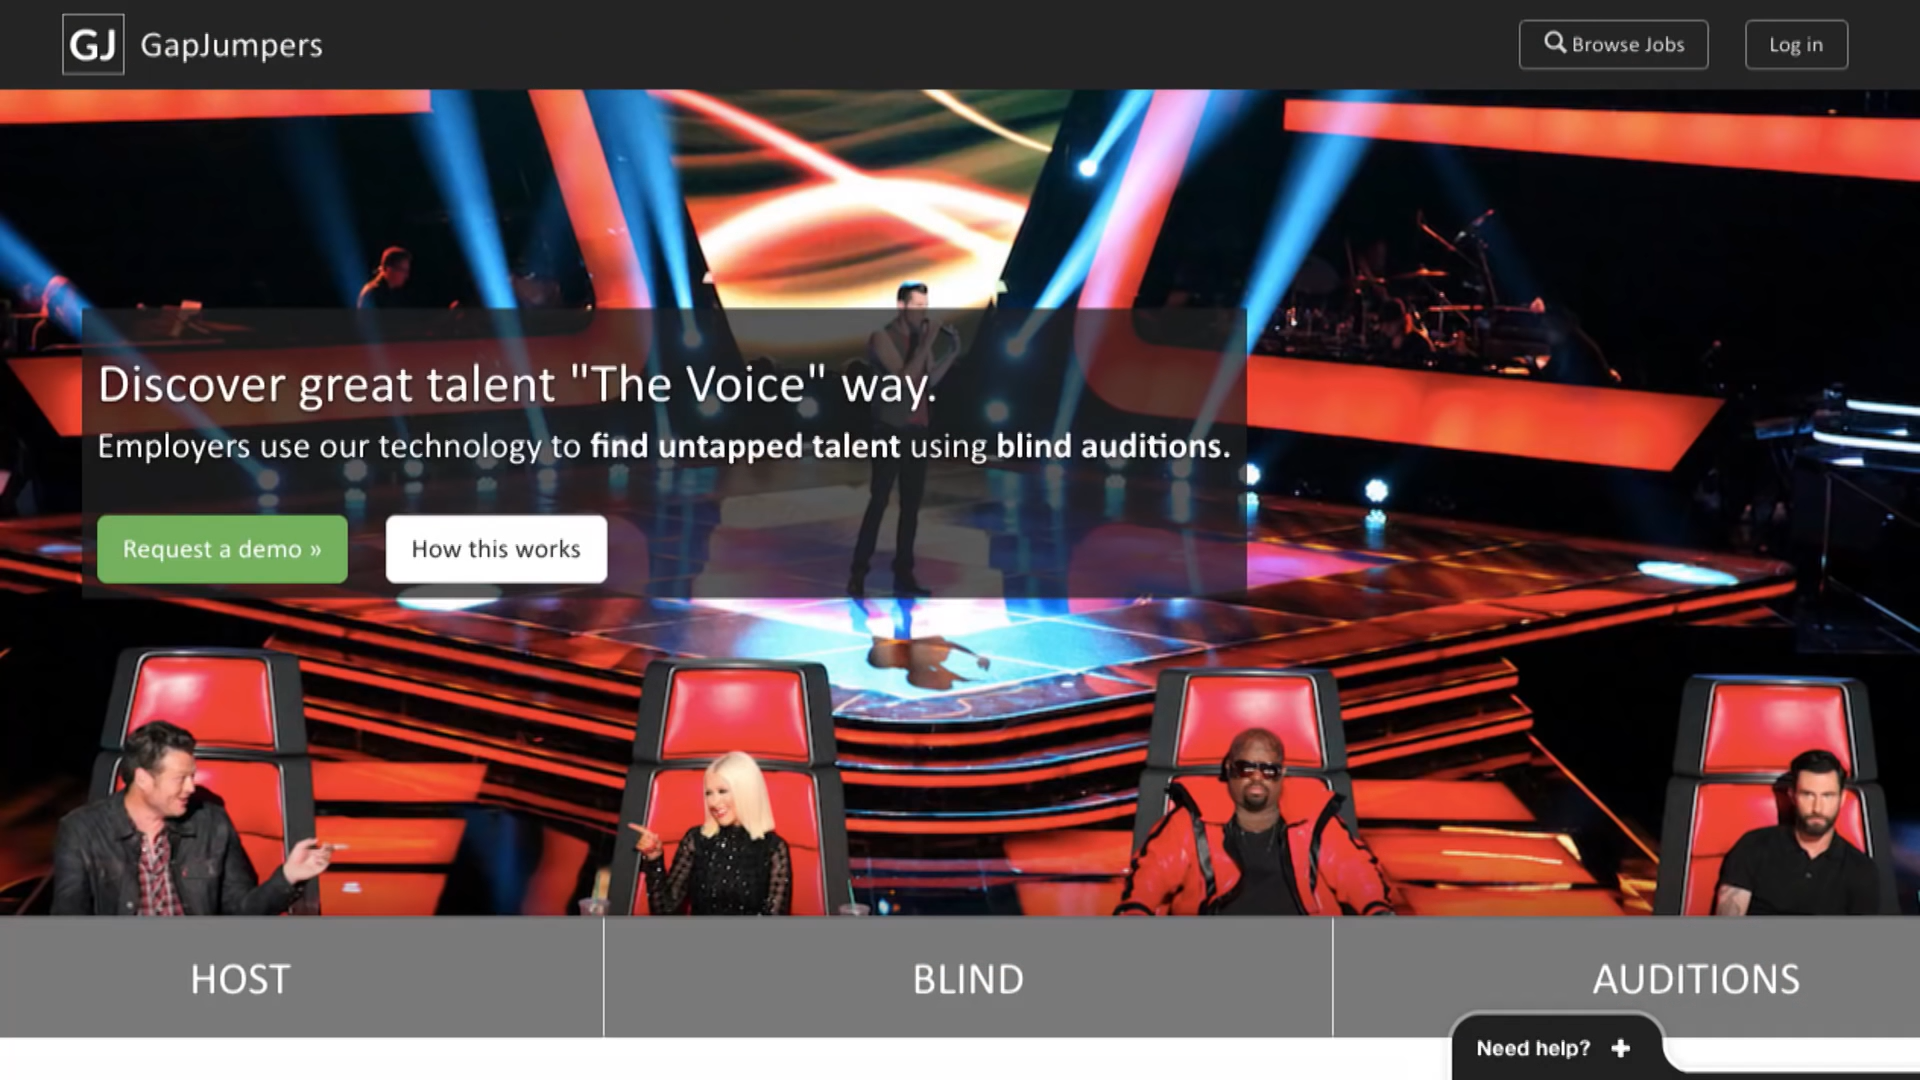 GJ GapJumpers
Browse Jobs
Log in
Discover great talent "The Voice" way.
Employers use our technology to find untapped talent using blind auditions.
Request a demo »
How this works
HOST
BLIND
AUDITIONS
Need help? +